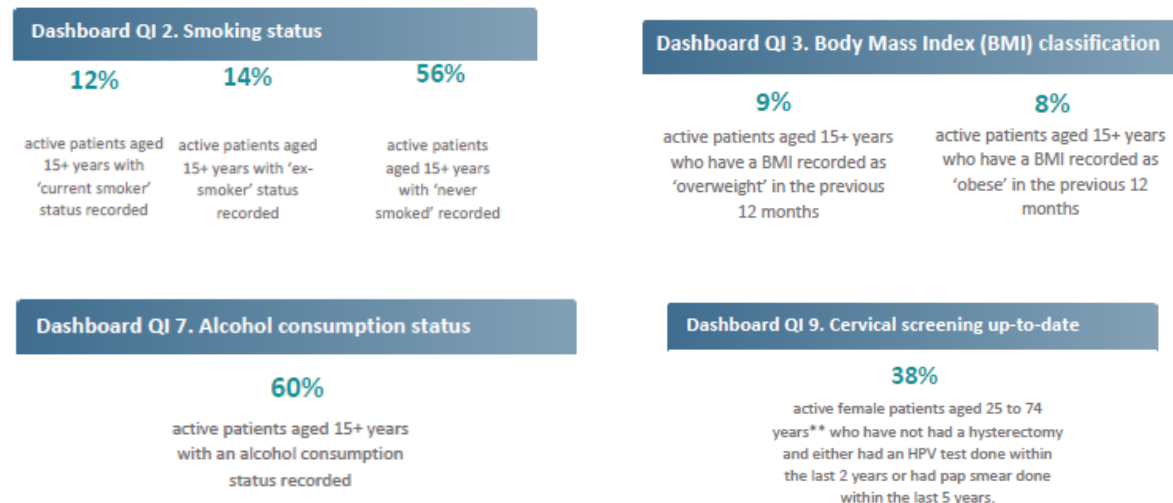 Dashboard QI 2. Smoking status
12%
active patients aged
15+ years with
‘current smoker’
status recorded
14%
active patients aged
15+ years with ‘ex-
smoker’ status
recorded
56%
active patients
aged 15+ years
with ‘never
smoked’ recorded
Dashboard QI 3. Body Mass Index (BMI) classification
9%
active patients aged 15+ years
who have a BMI recorded as
‘overweight’ in the previous
12 months
8%
active patients aged 15+ years
who have a BMI recorded as
‘obese’ in the previous 12
months
Dashboard QI 7. Alcohol consumption status
60%
active patients aged 15+ years
with an alcohol consumption
status recorded
Dashboard QI 9. Cervical screening up-to-date
38%
active female patients aged 25 to 74
years** who have not had a hysterectomy
and either had an HPV test done within
the last 2 years or had pap smear done
within the last 5 years.